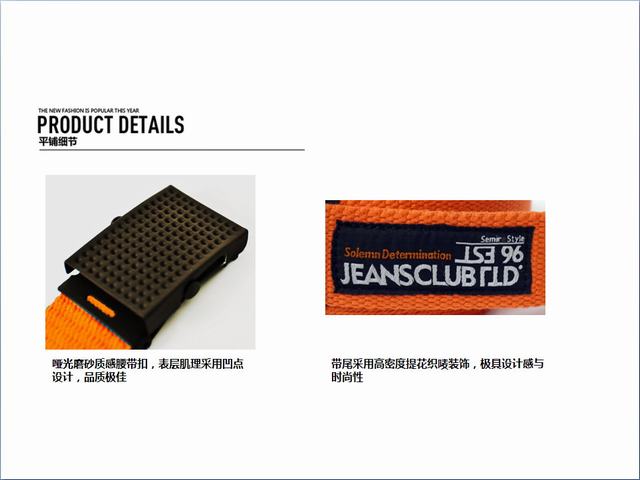 THE NEW FASHION IS POPULAR THIS YEAR
PRODUCT DETAILS
平铺细节
Semir Style
Solemn Determination
EST 96
JEANSCLUB LTD.
哑光磨砂质感腰带扣，表层肌理采用凹点
设计，品质极佳
带尾采用高密度提花织唛装饰，极具设计感与
时尚性